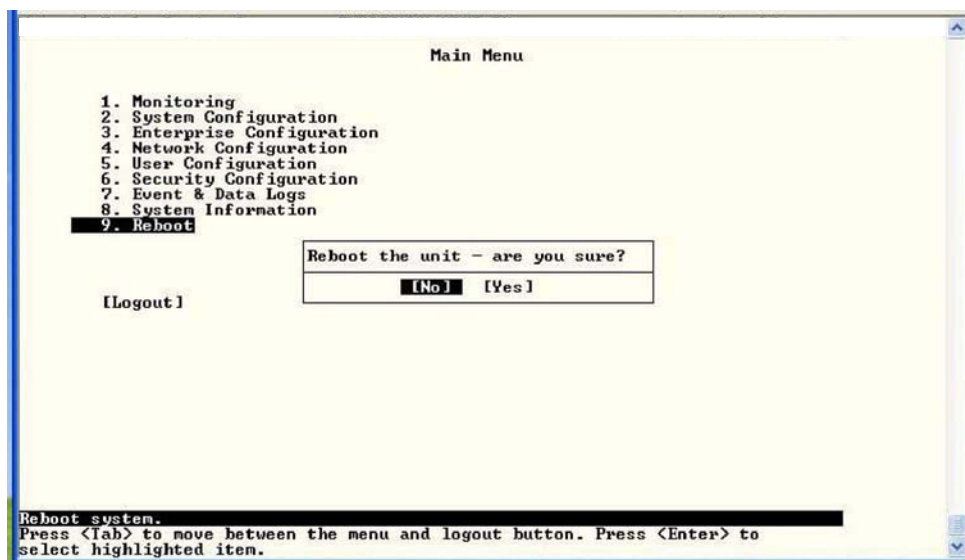 Main Menu
1. Monitoring
2. System Configuration
3. Enterprise Configuration
4. Network Configuration
5. User Configuration
6. Security Configuration
7. Event & Data Logs
8. System Information
9. Reboot
Reboot the unit - are you sure?
[No] [Yes]
[Logout]
Reboot system.
Press <Tab> to move between the menu and logout button. Press <Enter> to
select highlighted item.